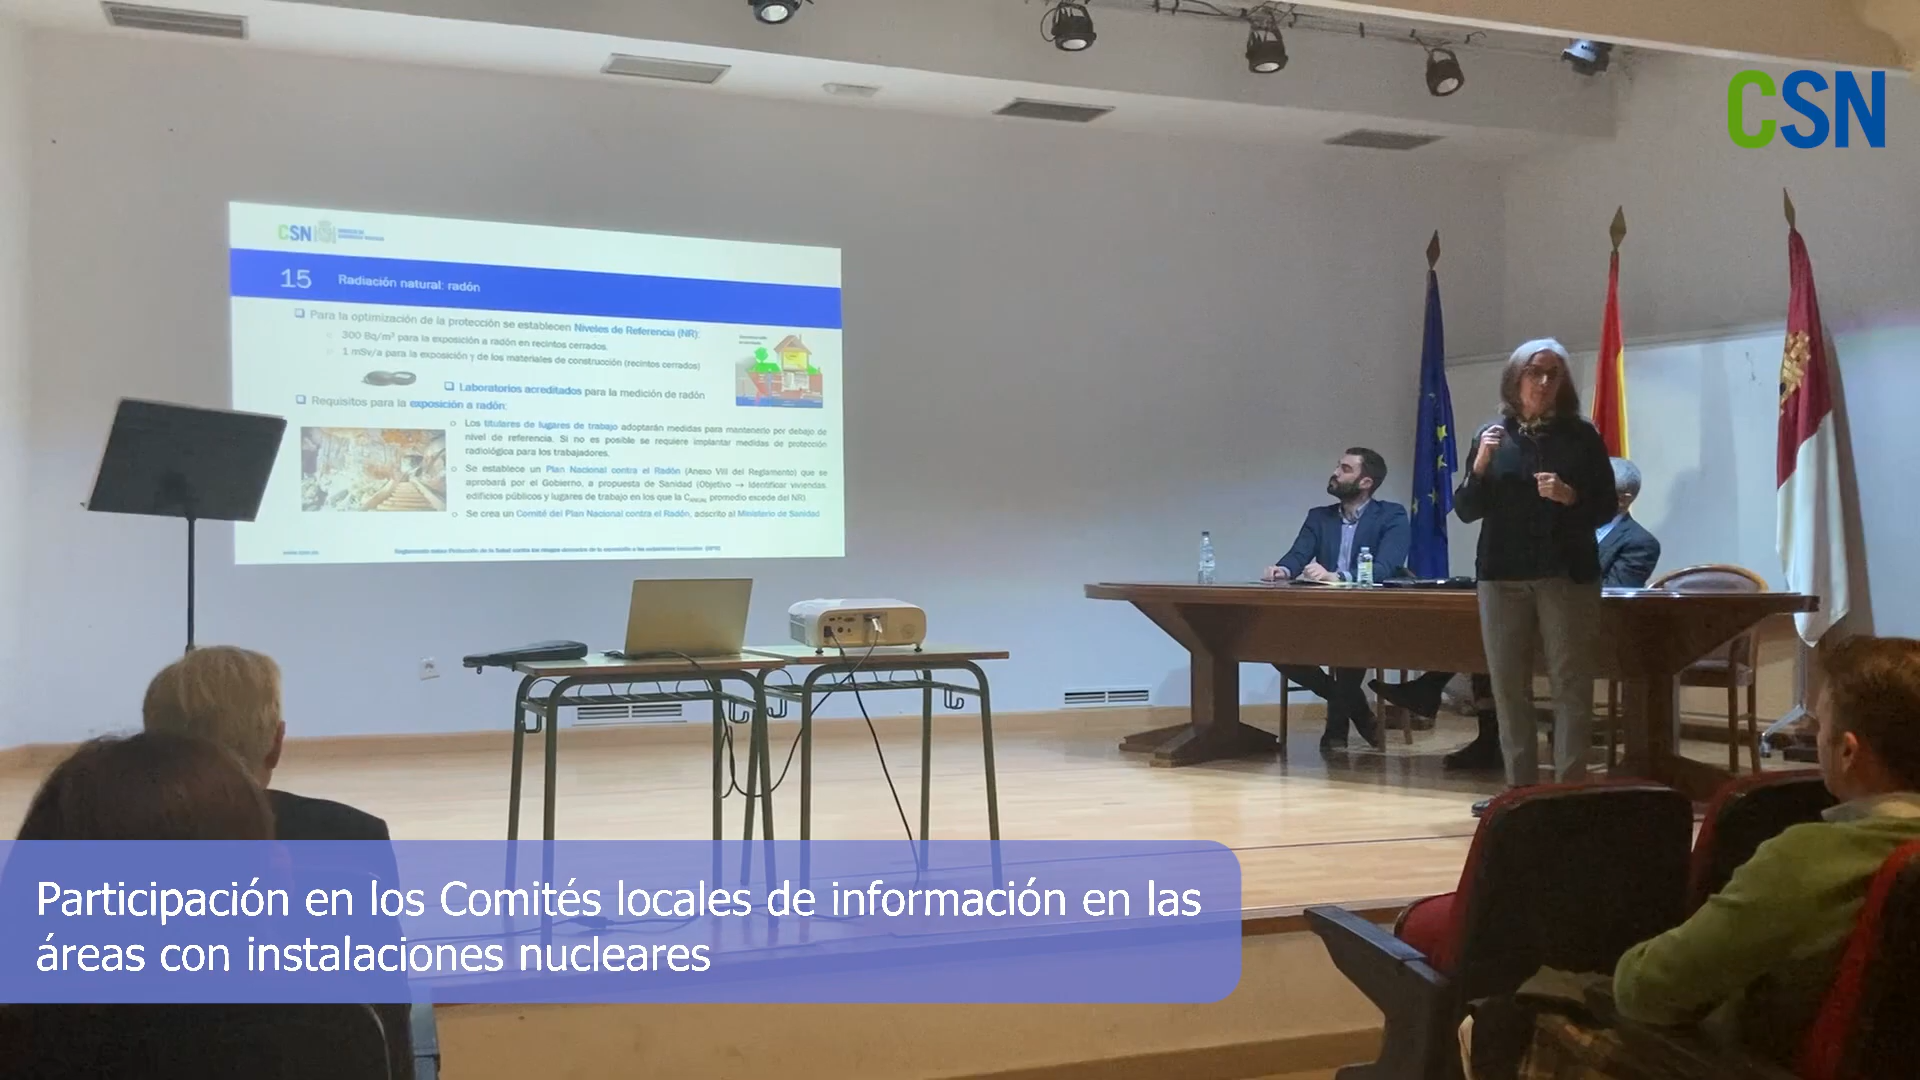 CSN
CSN
15 Radiación natural: radón
Para la optimización de la protección se establecen Niveles de Referencia (NR):
300 Bq/m³ para la exposición a radón en recintos cerrados.
1 mSv/a para la exposición γ de los materiales de construcción (recintos cerrados)
Laboratorios acreditados para la medición de radón
Requisitos para la exposición a radón:
Los titulares de lugares de trabajo adoptarán medidas para mantenerlo por debajo de
nivel de referencia. Si no es posible se requiere implantar medidas de protección
radiológica para los trabajadores.
Se establece un Plan Nacional contra el Radón (Anexo VIII del Reglamento) que se
aprobará por el Gobierno, a propuesta de Sanidad (Objetivo → Identificar viviendas,
edificios públicos y lugares de trabajo en los que la C promedio excede del NR)
Se crea un Comité del Plan Nacional contra el Radón, adscrito al Ministerio de Sanidad
Participación en los Comités locales de información en las
áreas con instalaciones nucleares